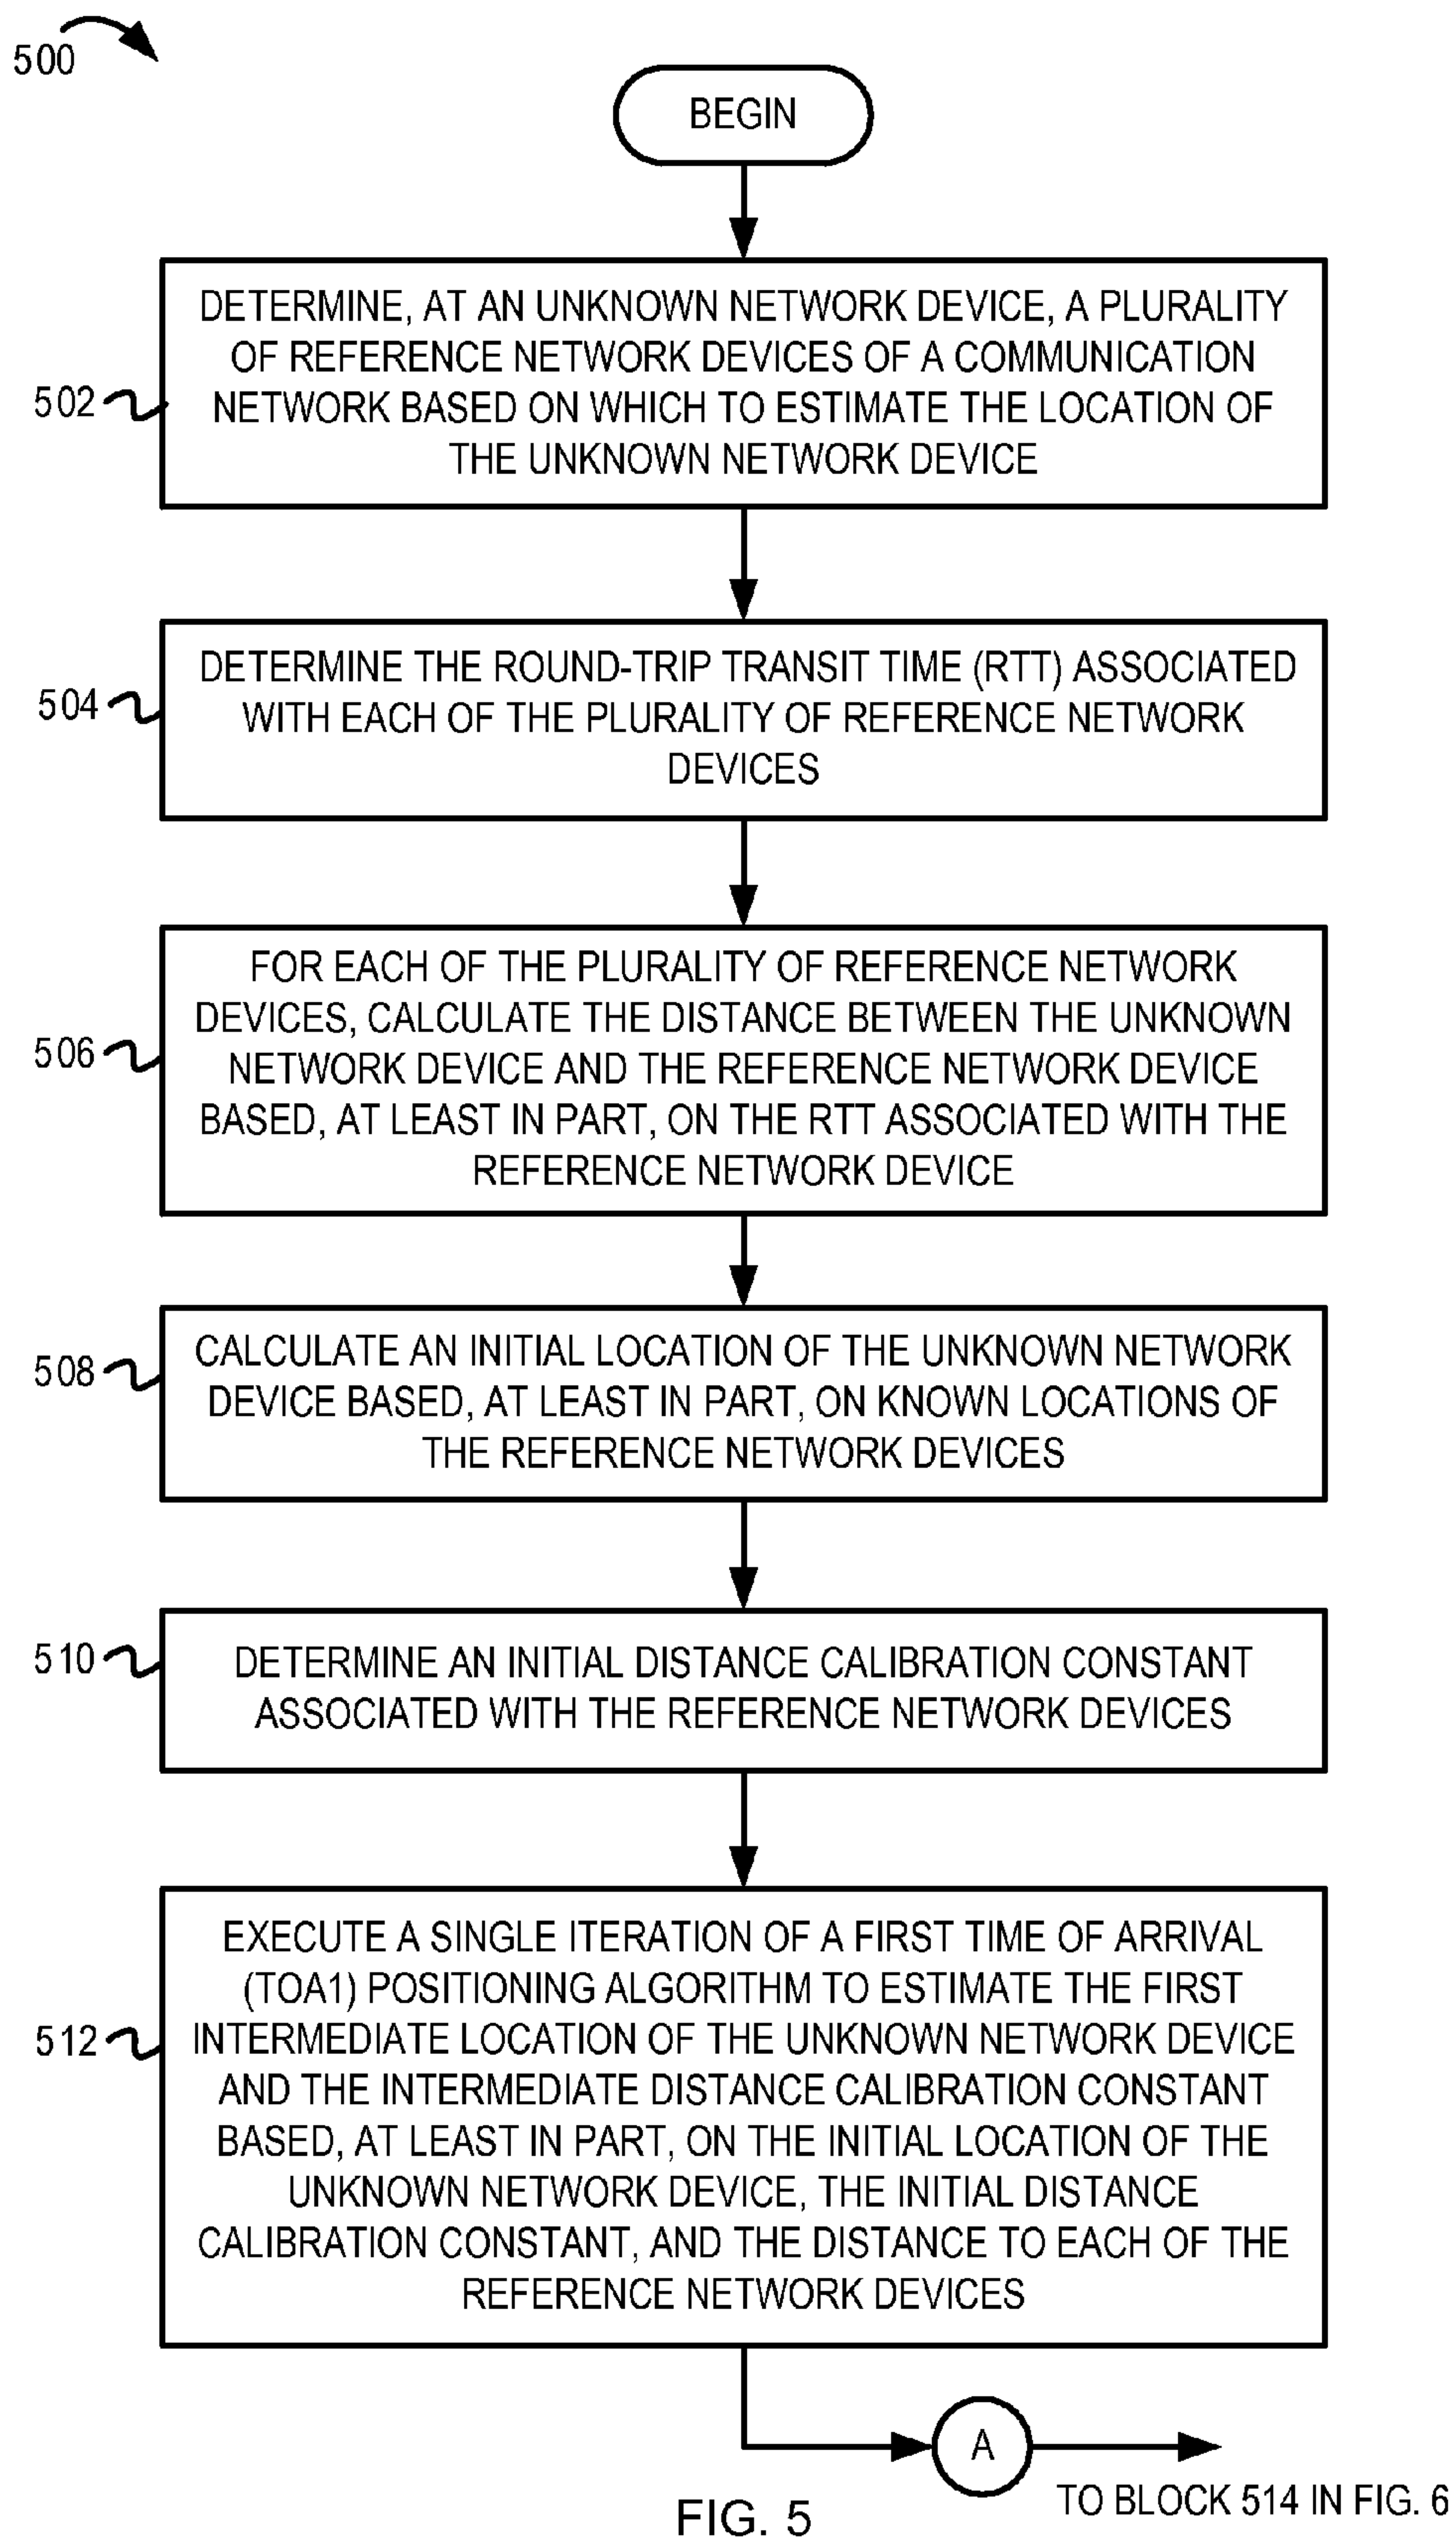 500
BEGIN
502
DETERMINE, AT AN UNKNOWN NETWORK DEVICE, A PLURALITY
OF REFERENCE NETWORK DEVICES OF A COMMUNICATION
NETWORK BASED ON WHICH TO ESTIMATE THE LOCATION OF
THE UNKNOWN NETWORK DEVICE
504
DETERMINE THE ROUND-TRIP TRANSIT TIME (RTT) ASSOCIATED
WITH EACH OF THE PLURALITY OF REFERENCE NETWORK
DEVICES
506
FOR EACH OF THE PLURALITY OF REFERENCE NETWORK
DEVICES, CALCULATE THE DISTANCE BETWEEN THE UNKNOWN
NETWORK DEVICE AND THE REFERENCE NETWORK DEVICE
BASED, AT LEAST IN PART, ON THE RTT ASSOCIATED WITH THE
REFERENCE NETWORK DEVICE
508
CALCULATE AN INITIAL LOCATION OF THE UNKNOWN NETWORK
DEVICE BASED, AT LEAST IN PART, ON KNOWN LOCATIONS OF
THE REFERENCE NETWORK DEVICES
510
DETERMINE AN INITIAL DISTANCE CALIBRATION CONSTANT
ASSOCIATED WITH THE REFERENCE NETWORK DEVICES
512
EXECUTE A SINGLE ITERATION OF A FIRST TIME OF ARRIVAL
(TOA1) POSITIONING ALGORITHM TO ESTIMATE THE FIRST
INTERMEDIATE LOCATION OF THE UNKNOWN NETWORK DEVICE
AND THE INTERMEDIATE DISTANCE CALIBRATION CONSTANT
BASED, AT LEAST IN PART, ON THE INITIAL LOCATION OF THE
UNKNOWN NETWORK DEVICE, THE INITIAL DISTANCE
CALIBRATION CONSTANT, AND THE DISTANCE TO EACH OF THE
REFERENCE NETWORK DEVICES
A
TO BLOCK 514 IN FIG. 6
FIG. 5